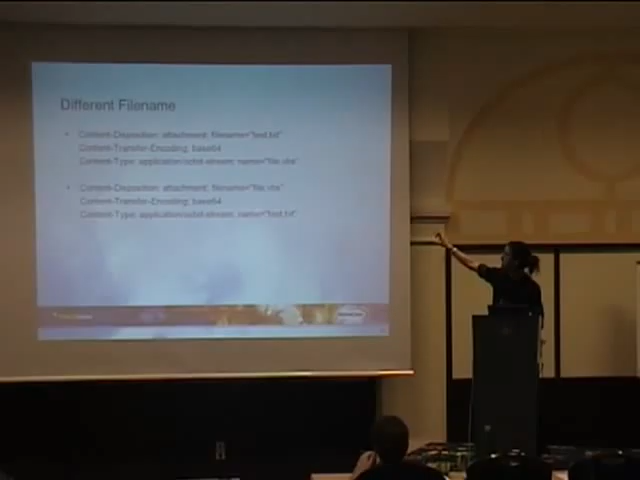 Different Filename
• Content-Disposition: attachment; filename="test.txt"
Content-Transfer-Encoding: base64
Content-Type: application/octet-stream; name="file.vbs"
• Content-Disposition: attachment; filename="file.vbs"
Content-Transfer-Encoding: base64
Content-Type: application/octet-stream; name="test.txt"